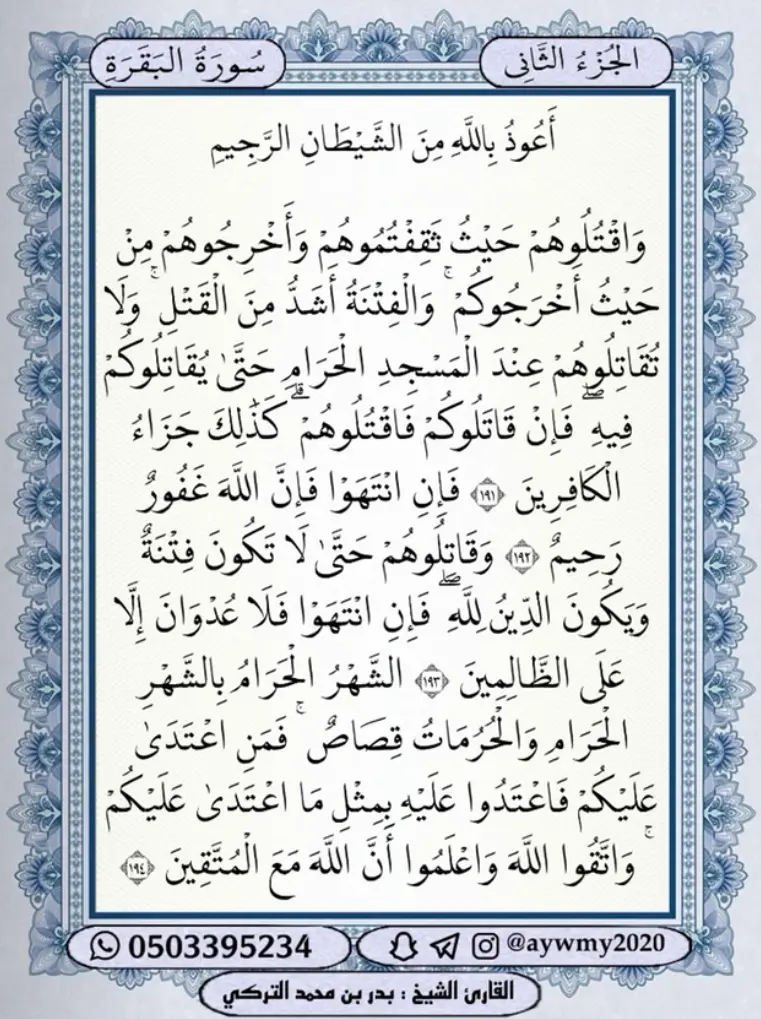 الجُزْءُ الثَّانِى
سُورَةُ البَقَرَةِ
أَعُوذُ بِاللَّهِ مِنَ الشَّيْطَانِ الرَّجِيمِ
وَاقْتُلُوهُمْ حَيْثُ ثَقِفْتُمُوهُمْ وَأَخْرِجُوهُمْ مِنْ
حَيْثُ أَخْرَجُوكُمْ ۚ وَالْفِتْنَةُ أَشَدُّ مِنَ الْقَتْلِ ۚ وَلَا
تُقَاتِلُوهُمْ عِنْدَ الْمَسْجِدِ الْحَرَامِ حَتَّىٰ يُقَاتِلُوكُمْ
فِيهِ ۖ فَإِنْ قَاتَلُوكُمْ فَاقْتُلُوهُمْ ۗ كَذَٰلِكَ جَزَاءُ
الْكَافِرِينَ ﴿١٩١﴾ فَإِنِ انْتَهَوْا فَإِنَّ اللَّهَ غَفُورٌ
رَحِيمٌ ﴿١٩٢﴾ وَقَاتِلُوهُمْ حَتَّىٰ لَا تَكُونَ فِتْنَةٌ
وَيَكُونَ الدِّينُ لِلَّهِ ۖ فَإِنِ انْتَهَوْا فَلَا عُدْوَانَ إِلَّا
عَلَى الظَّالِمِينَ ﴿١٩٣﴾ الشَّهْرُ الْحَرَامُ بِالشَّهْرِ
الْحَرَامِ وَالْحُرُمَاتُ قِصَاصٌ ۚ فَمَنِ اعْتَدَىٰ
عَلَيْكُمْ فَاعْتَدُوا عَلَيْهِ بِمِثْلِ مَا اعْتَدَىٰ عَلَيْكُمْ
ۚ وَاتَّقُوا اللَّهَ وَاعْلَمُوا أَنَّ اللَّهَ مَعَ الْمُتَّقِينَ ﴿١٩٤﴾
@aywmy2020
0503395234
القارئ الشيخ : بدر بن محمد التركي